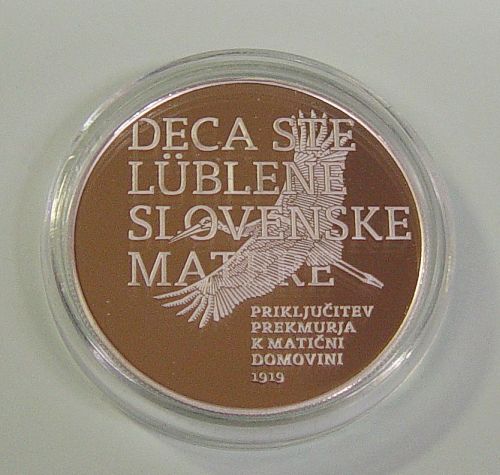 DECA STE
LÜBLENE
SLOVENSKE
MATERE
PRIKLJUČITEV
PREKMURJA
K MATIČNI
DOMOVINI
1919